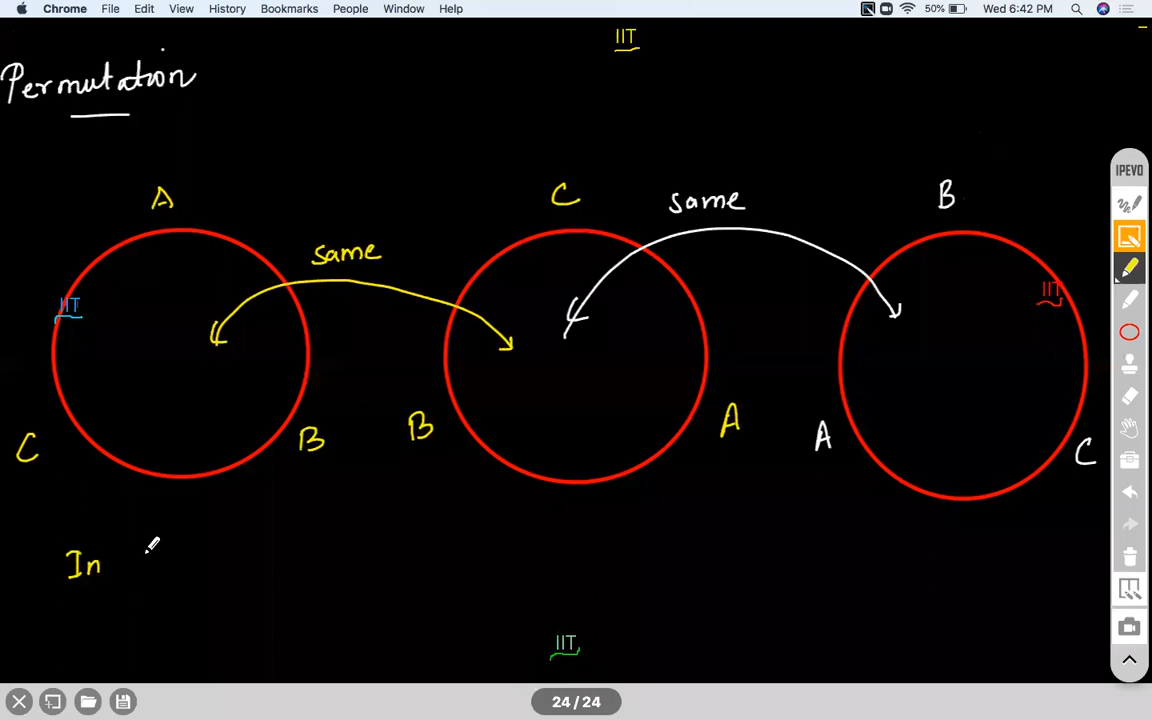 Chrome File Edit View History Bookmarks People Window Help 50% Wed 6:42 PM
IIT
Permutation
A
C
same
B
same
IPEVO
IIT
IIT
C
B
B
A
A
C
In
IIT
24 / 24